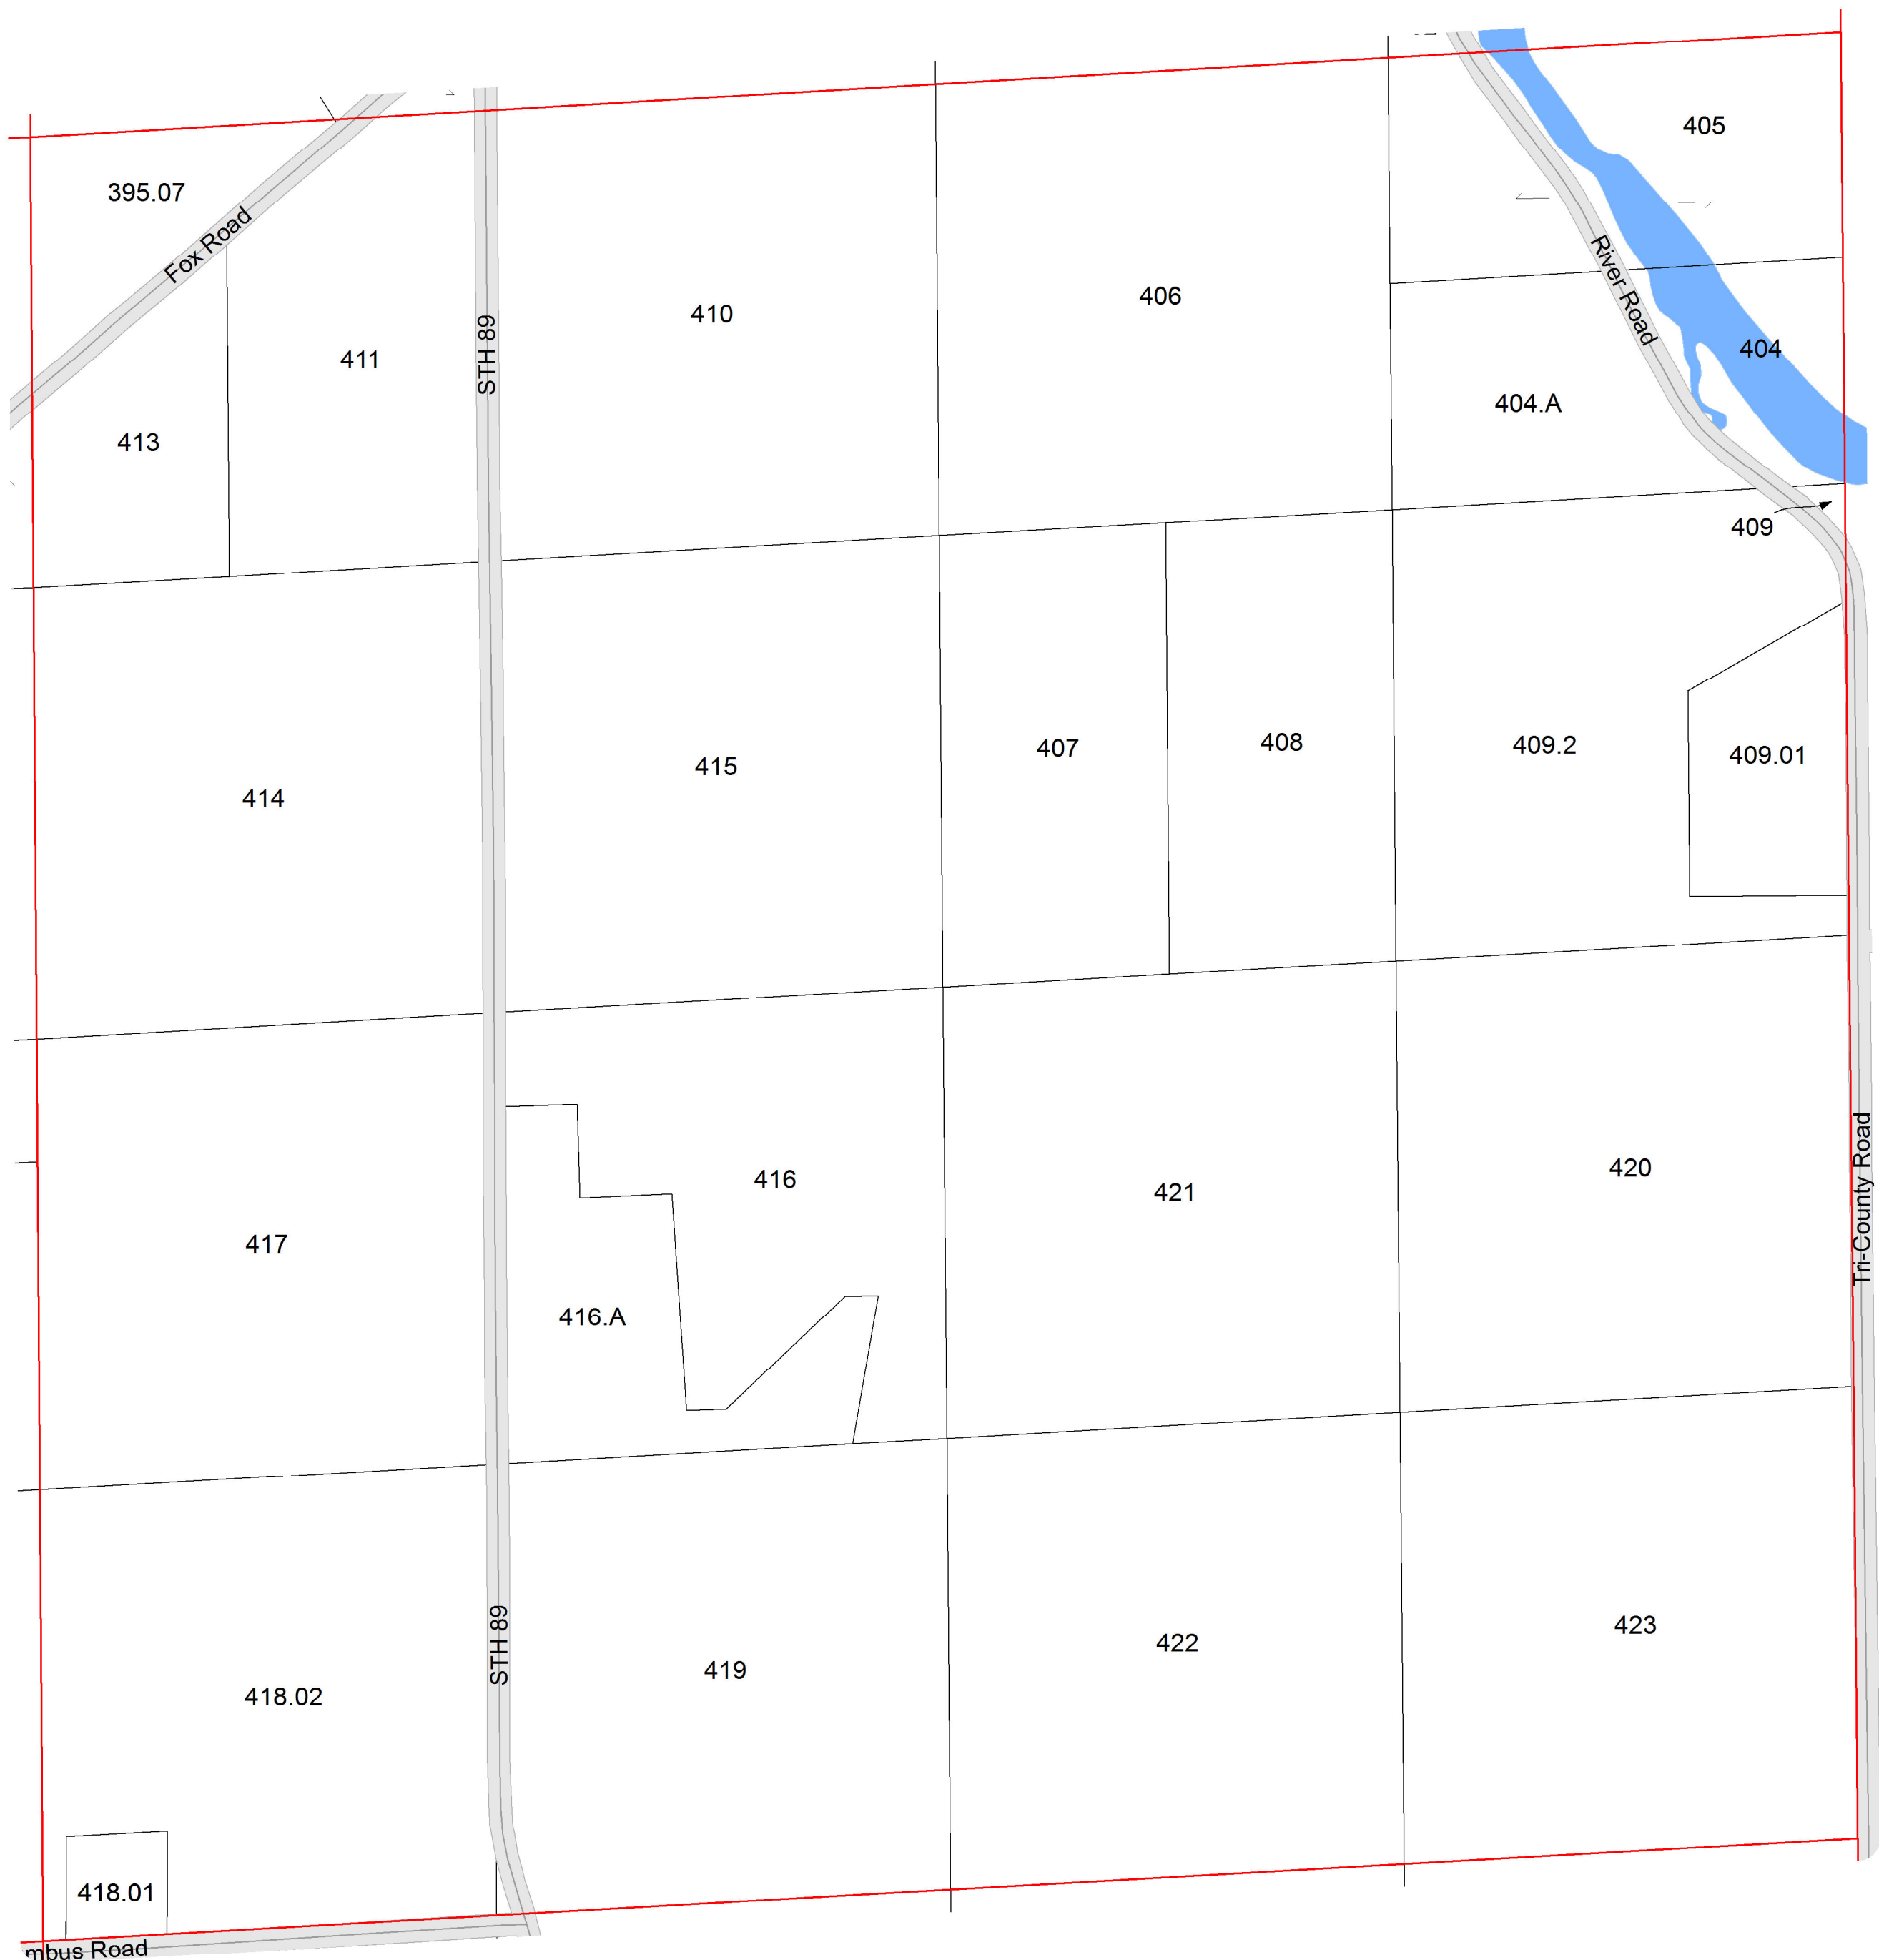 405
395.07
Fox Road
River Road
406
410
STH 89
404
411
404.A
413
409
408
409.2
407
409.01
415
414
420
416
421
Tri-County Road
417
416.A
423
422
STH 89
419
418.02
418.01
mbus Road